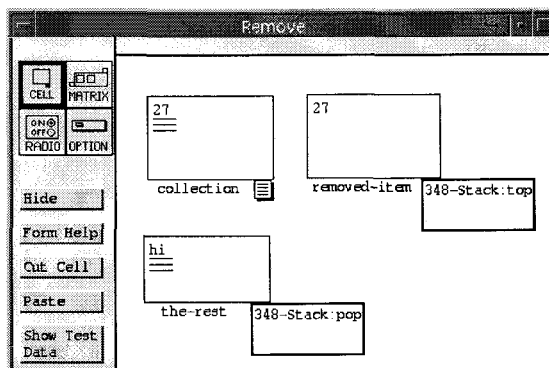 Remove
CELL
MATRIX
ON
OFF
RADIO
OPTION
Hide
Form Help
Cut Cell
Paste
Show Test
Data
27
collection
27
removed-item
348-Stack:top
hi
the-rest
348-Stack:pop